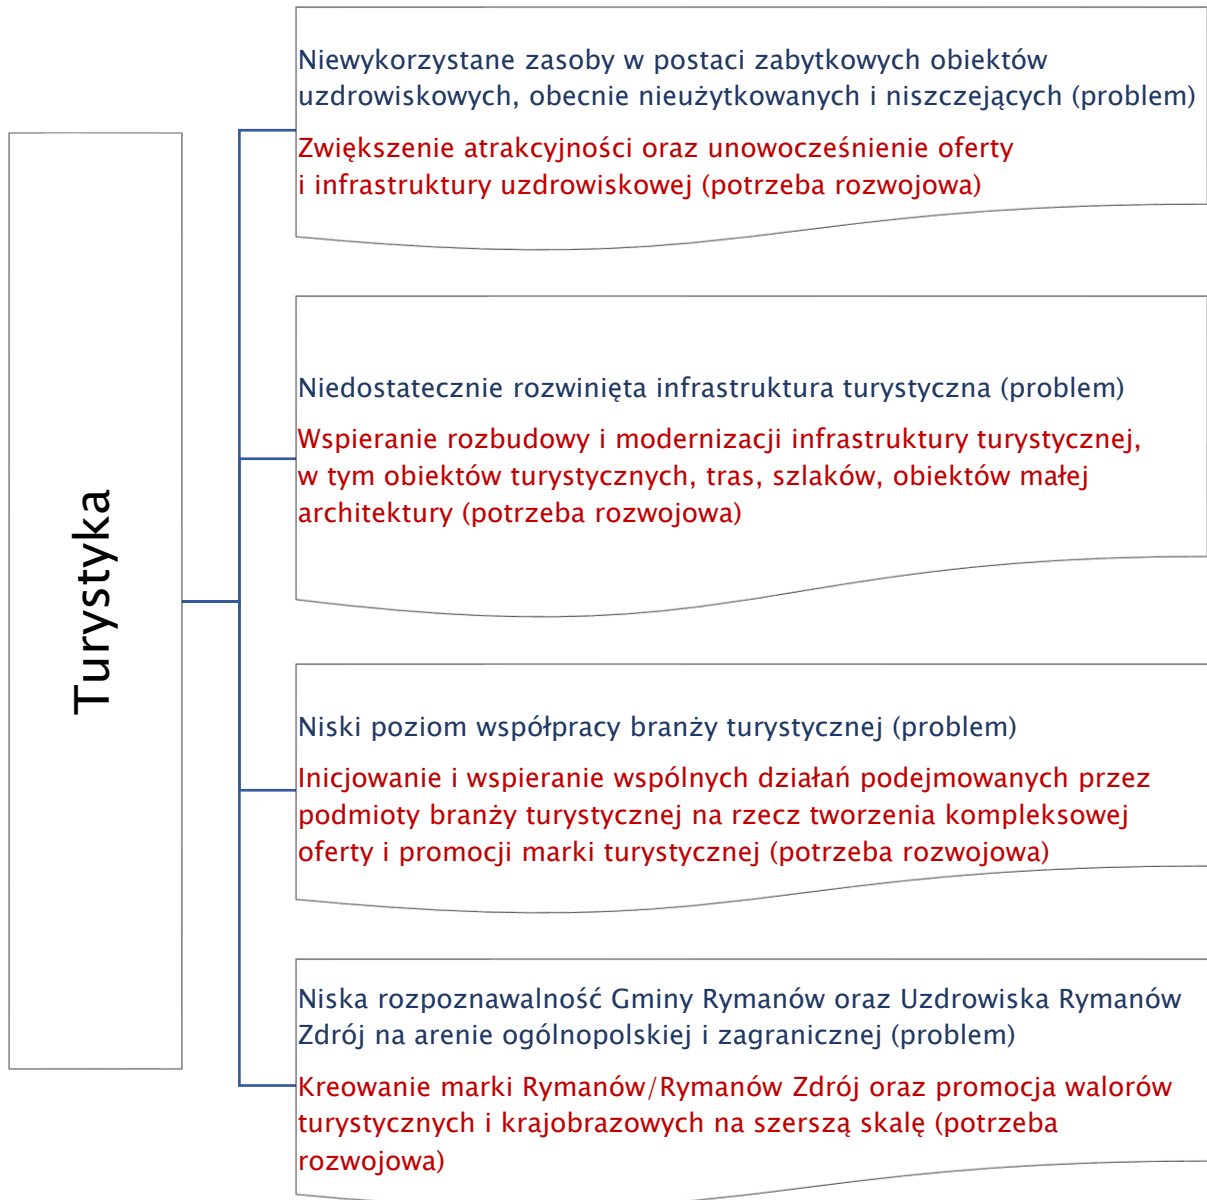 Turystyka
Niewykorzystane zasoby w postaci zabytkowych obiektów
uzdrowiskowych, obecnie nieużytkowanych i niszczejących (problem)
Zwiększenie atrakcyjności oraz unowocześnienie oferty
i infrastruktury uzdrowiskowej (potrzeba rozwojowa)
Niedostatecznie rozwinięta infrastruktura turystyczna (problem)
Wspieranie rozbudowy i modernizacji infrastruktury turystycznej,
w tym obiektów turystycznych, tras, szlaków, obiektów małej
architektury (potrzeba rozwojowa)
Niski poziom współpracy branży turystycznej (problem)
Inicjowanie i wspieranie wspólnych działań podejmowanych przez
podmioty branży turystycznej na rzecz tworzenia kompleksowej
oferty i promocji marki turystycznej (potrzeba rozwojowa)
Niska rozpoznawalność Gminy Rymanów oraz Uzdrowiska Rymanów
Zdrój na arenie ogólnopolskiej i zagranicznej (problem)
Kreowanie marki Rymanów/Rymanów Zdrój oraz promocja walorów
turystycznych i krajobrazowych na szerszą skalę (potrzeba
rozwojowa)